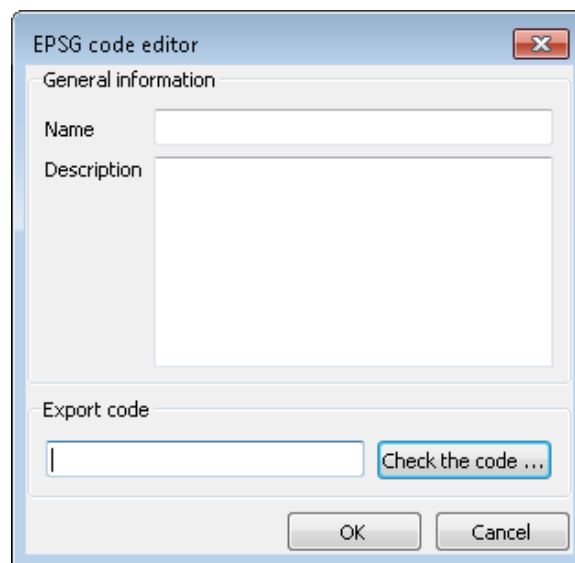 EPSG code editor
General information
Name
Description
Export code
Check the code ...
OK Cancel